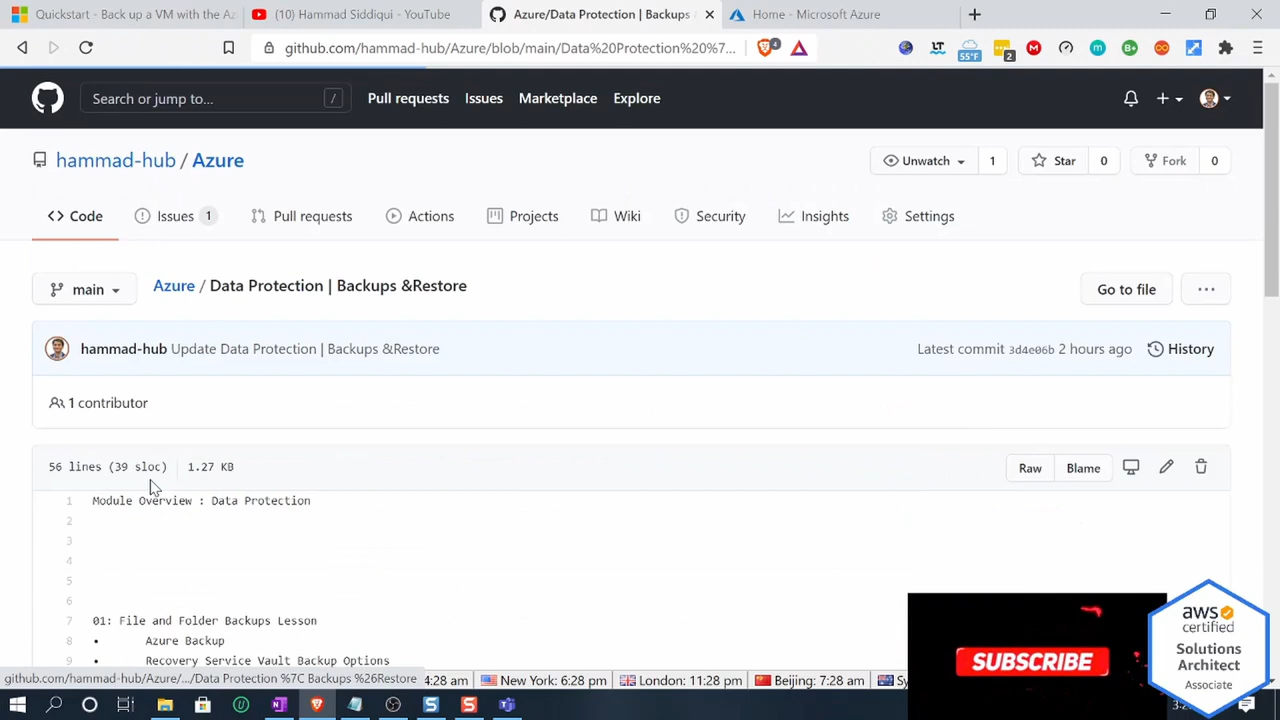 Quickstart - Back up a VM with the Az
(10) Hammad Siddiqui - YouTube
Azure/Data Protection | Backups
Home - Microsoft Azure
github.com/hammad-hub/Azure/blob/main/Data%20Protection%20%7...
4
55°F
2
Search or jump to...
/
Pull requests
Issues
Marketplace
Explore
hammad-hub / Azure
Unwatch
1
Star
0
Fork
0
Code
Issues 1
Pull requests
Actions
Projects
Wiki
Security
Insights
Settings
main
Azure / Data Protection | Backups &Restore
Go to file
hammad-hub Update Data Protection | Backups &Restore
Latest commit 3d4e06b 2 hours ago
History
1 contributor
56 lines (39 sloc)
1.27 KB
Raw
Blame
1 Module Overview : Data Protection
2
3
4
5
6
7 01: File and Folder Backups Lesson
8 • Azure Backup
9 • Recovery Service Vault Backup Options
github.com/hammad-hub/Azure/.../Data Protection %7C Backups %26Restore
:28 am
New York: 6:28 pm
London: 11:28 pm
Beijing: 7:28 am
SUBSCRIBE
aws
certified
Solutions
Architect
Associate